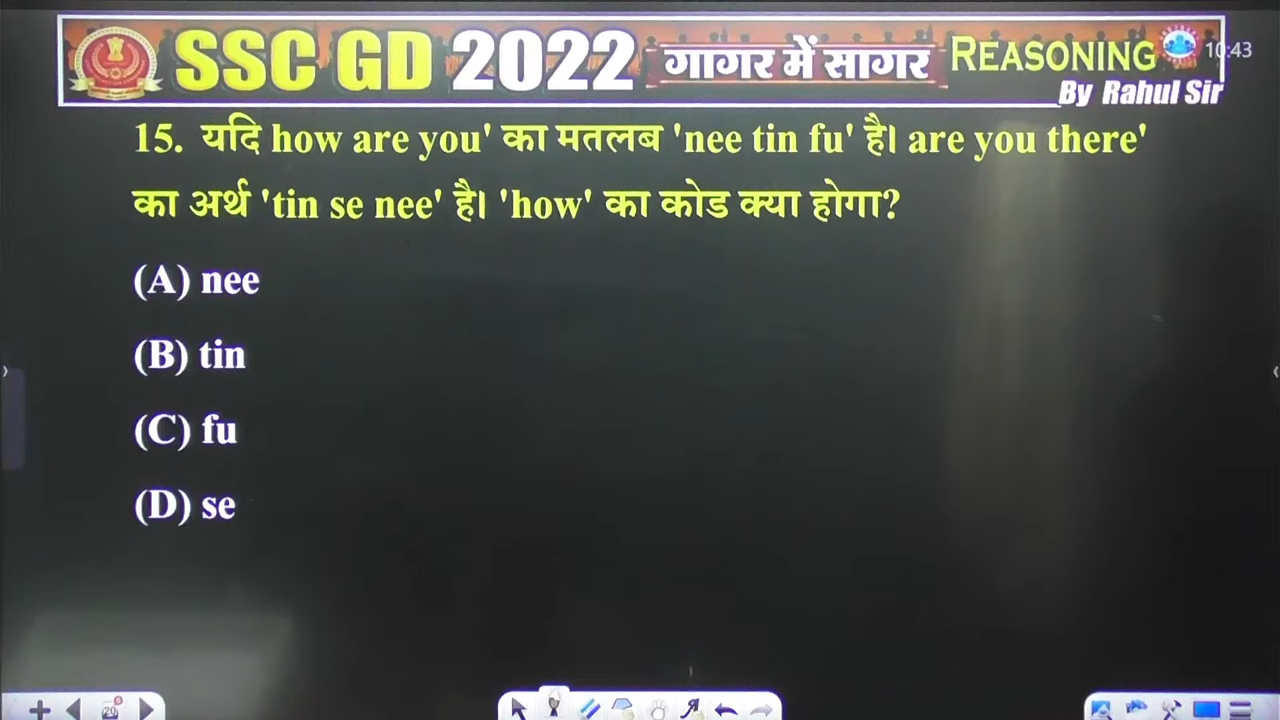 SSC GD 2022 गागर में सागर REASONING 10:43
By Rahul Sir
15. यदि how are you' का मतलब 'nee tin fu' है। are you there'
का अर्थ 'tin se nee' है। 'how' का कोड क्या होगा?
(A) nee
(B) tin
(C) fu
(D) se